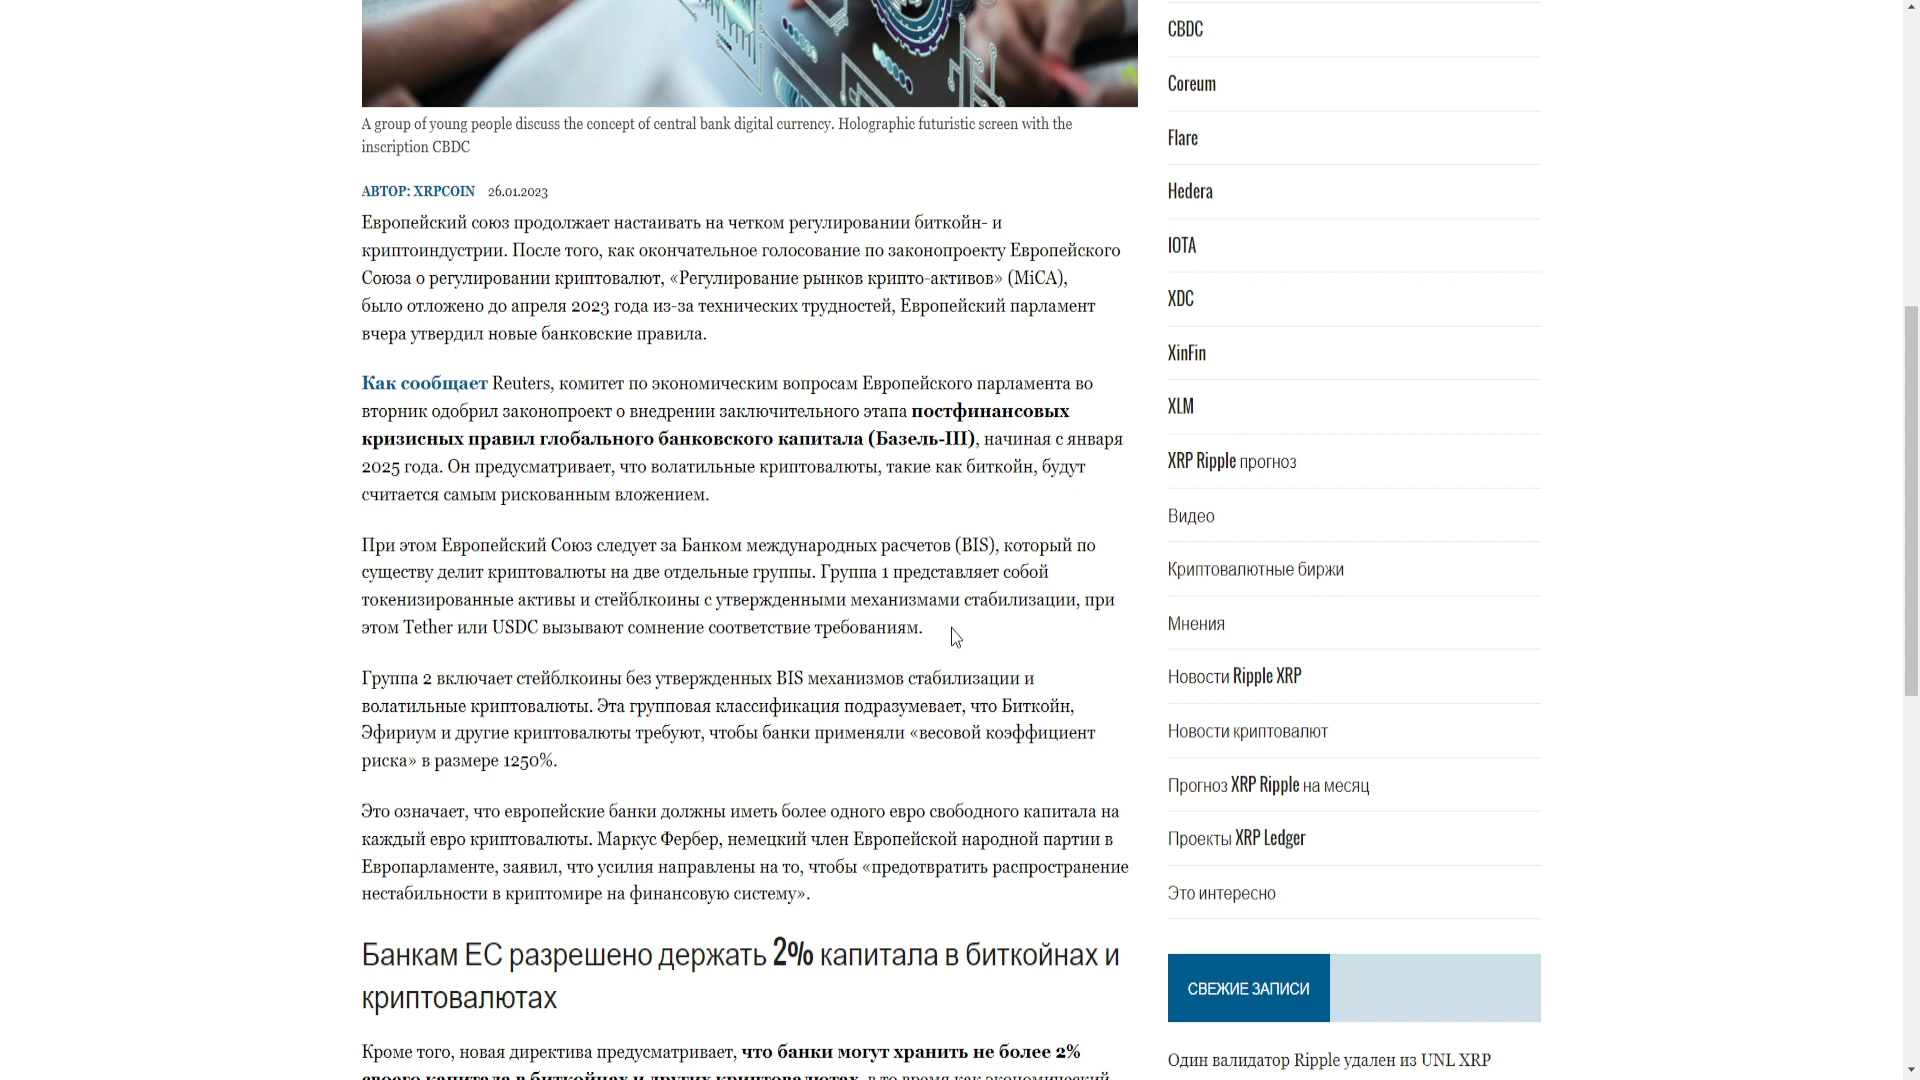 A group of young people discuss the concept of central bank digital currency. Holographic futuristic screen with the
inscription CBDC
АВТОР: XRPCOIN 26.01.2023
Европейский союз продолжает настаивать на четком регулировании биткойн- и
криптоиндустрии. После того, как окончательное голосование по законопроекту Европейского
Союза о регулировании криптовалют, «Регулирование рынков крипто-активов» (MiCA),
было отложено до апреля 2023 года из-за технических трудностей, Европейский парламент
вчера утвердил новые банковские правила.
Как сообщает Reuters, комитет по экономическим вопросам Европейского парламента во
вторник одобрил законопроект о внедрении заключительного этапа постфинансовых
кризисных правил глобального банковского капитала (Базель-III), начиная с января
2025 года. Он предусматривает, что волатильные криптовалюты, такие как биткойн, будут
считается самым рискованным вложением.
При этом Европейский Союз следует за Банком международных расчетов (BIS), который по
существу делит криптовалюты на две отдельные группы. Группа 1 представляет собой
токенизированные активы и стейблкоины с утвержденными механизмами стабилизации, при
этом Tether или USDC вызывают сомнение соответствие требованиям.
Группа 2 включает стейблкоины без утвержденных BIS механизмов стабилизации и
волатильные криптовалюты. Эта групповая классификация подразумевает, что Биткойн,
Эфириум и другие криптовалюты требуют, чтобы банки применяли «весовой коэффициент
риска» в размере 1250%.
Это означает, что европейские банки должны иметь более одного евро свободного капитала на
каждый евро криптовалюты. Маркус Фербер, немецкий член Европейской народной партии в
Европарламенте, заявил, что усилия направлены на то, чтобы «предотвратить распространение
нестабильности в криптомире на финансовую систему».
Банкам ЕС разрешено держать 2% капитала в биткойнах и
криптовалютах
Кроме того, новая директива предусматривает, что банки могут хранить не более 2%
своего капитала в биткойнах и других криптовалютах, в то время как экономический
CBDC
Coreum
Flare
Hedera
IOTA
XDC
XinFin
XLM
XRP Ripple прогноз
Видео
Криптовалютные биржи
Мнения
Новости Ripple XRP
Новости криптовалют
Прогноз XRP Ripple на месяц
Проекты XRP Ledger
Это интересно
СВЕЖИЕ ЗАПИСИ
Один валидатор Ripple удален из UNL XRP